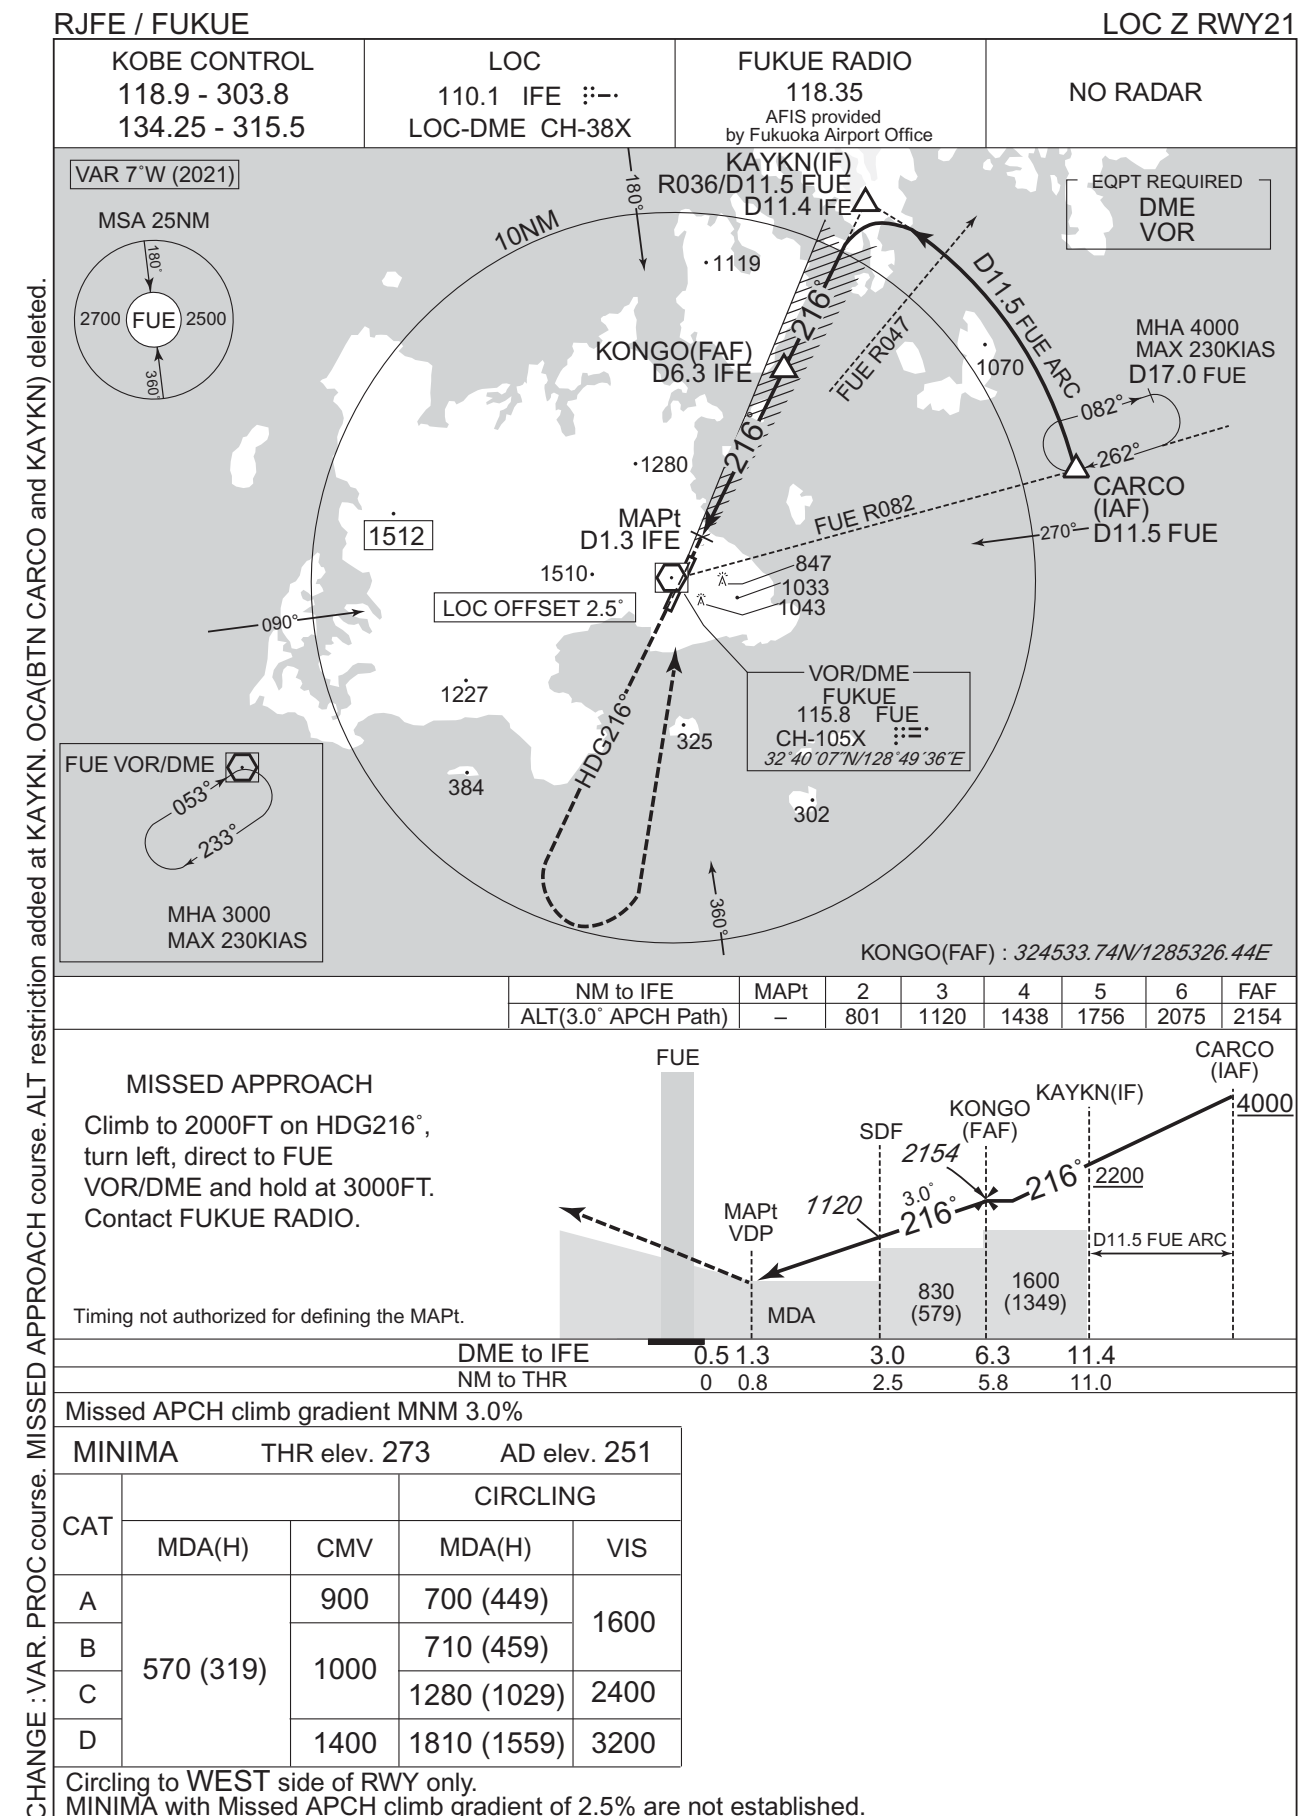 RJFE / FUKUE
LOC Z RWY21
KOBE CONTROL
118.9 - 303.8
134.25 - 315.5
LOC
110.1 IFE
LOC-DME CH-38X
FUKUE RADIO
118.35
AFIS provided
by Fukuoka Airport Office
NO RADAR
VAR 7°W (2021)
MSA 25NM
180°
2700 FUE 2500
360°
10NM
180°
KAYKN(IF)
R036/D11.5 FUE
D11.4 IFE
EQPT REQUIRED
DME
VOR
1119
216°
D11.5 FUE ARC
KONGO(FAF)
D6.3 IFE
FUE R047
1070
MHA 4000
MAX 230KIAS
D17.0 FUE
082°
262°
216°
1280
CARCO
(IAF)
D11.5 FUE
270°
FUE R082
MAPt
D1.3 IFE
1512
1510
847
1033
1043
LOC OFFSET 2.5°
090°
1227
HDG216°
325
VOR/DME
FUKUE
115.8 FUE
CH-105X
32°40′07″N/128°49′36″E
384
302
360°
FUE VOR/DME
053°
233°
MHA 3000
MAX 230KIAS
KONGO(FAF) : 324533.74N/1285326.44E
NM to IFE MAPt 2 3 4 5 6 FAF
ALT(3.0° APCH Path) – 801 1120 1438 1756 2075 2154
MISSED APPROACH
Climb to 2000FT on HDG216°,
turn left, direct to FUE
VOR/DME and hold at 3000FT.
Contact FUKUE RADIO.
Timing not authorized for defining the MAPt.
FUE
CARCO
(IAF)
KAYKN(IF)
4000
KONGO
(FAF)
SDF
2154
216°
2200
3.0°
216°
1120
MAPt
VDP
D11.5 FUE ARC
MDA
830
(579)
1600
(1349)
DME to IFE 0.5 1.3 3.0 6.3 11.4
NM to THR 0 0.8 2.5 5.8 11.0
Missed APCH climb gradient MNM 3.0%
MINIMA THR elev. 273 AD elev. 251
CAT
CIRCLING
MDA(H) CMV MDA(H) VIS
A 570 (319) 900 700 (449) 1600
B 1000 710 (459)
C 1280 (1029) 2400
D 1400 1810 (1559) 3200
Circling to WEST side of RWY only.
MINIMA with Missed APCH climb gradient of 2.5% are not established.
CHANGE : VAR. PROC course. MISSED APPROACH course. ALT restriction added at KAYKN. OCA(BTN CARCO and KAYKN) deleted.